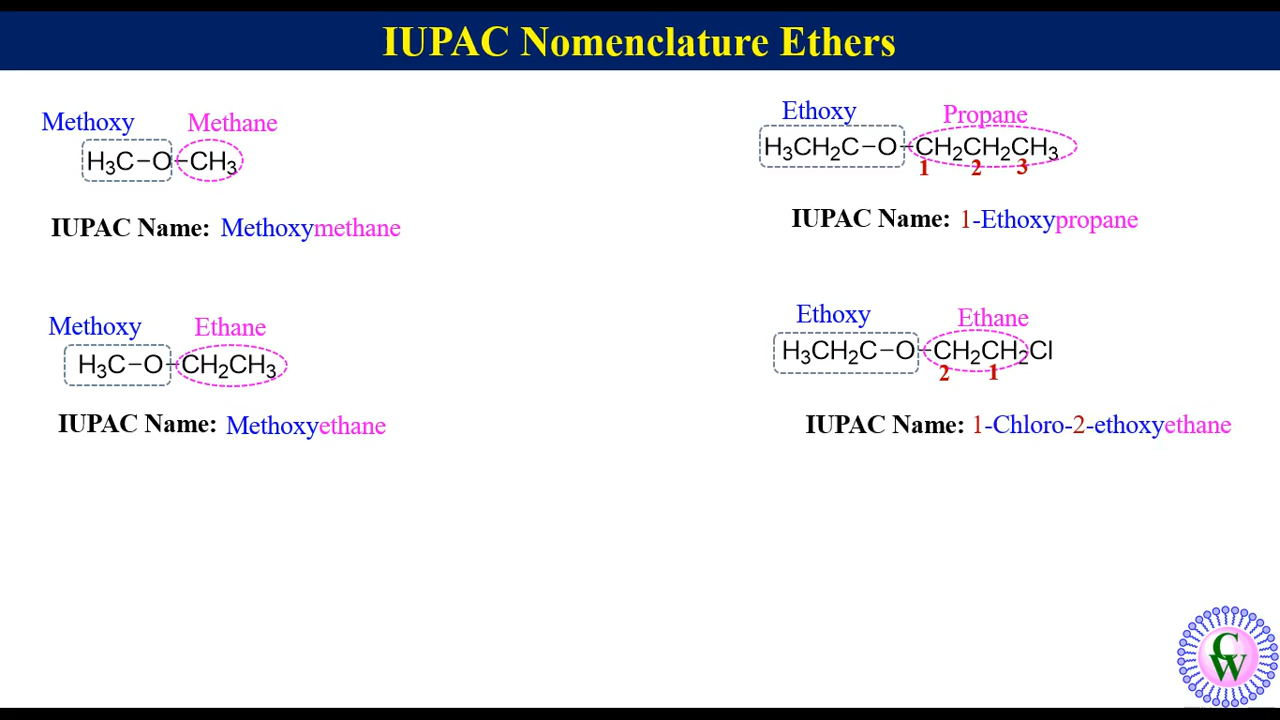 IUPAC Nomenclature Ethers
Methoxy Methane
H₃C–O–CH₃
IUPAC Name: Methoxymethane
Ethoxy Propane
H₃CH₂C–O–CH₂CH₂CH₃
1 2 3
IUPAC Name: 1-Ethoxypropane
Methoxy Ethane
H₃C–O–CH₂CH₃
IUPAC Name: Methoxyethane
Ethoxy Ethane
H₃CH₂C–O–CH₂CH₂Cl
2 1
IUPAC Name: 1-Chloro-2-ethoxyethane
C
W